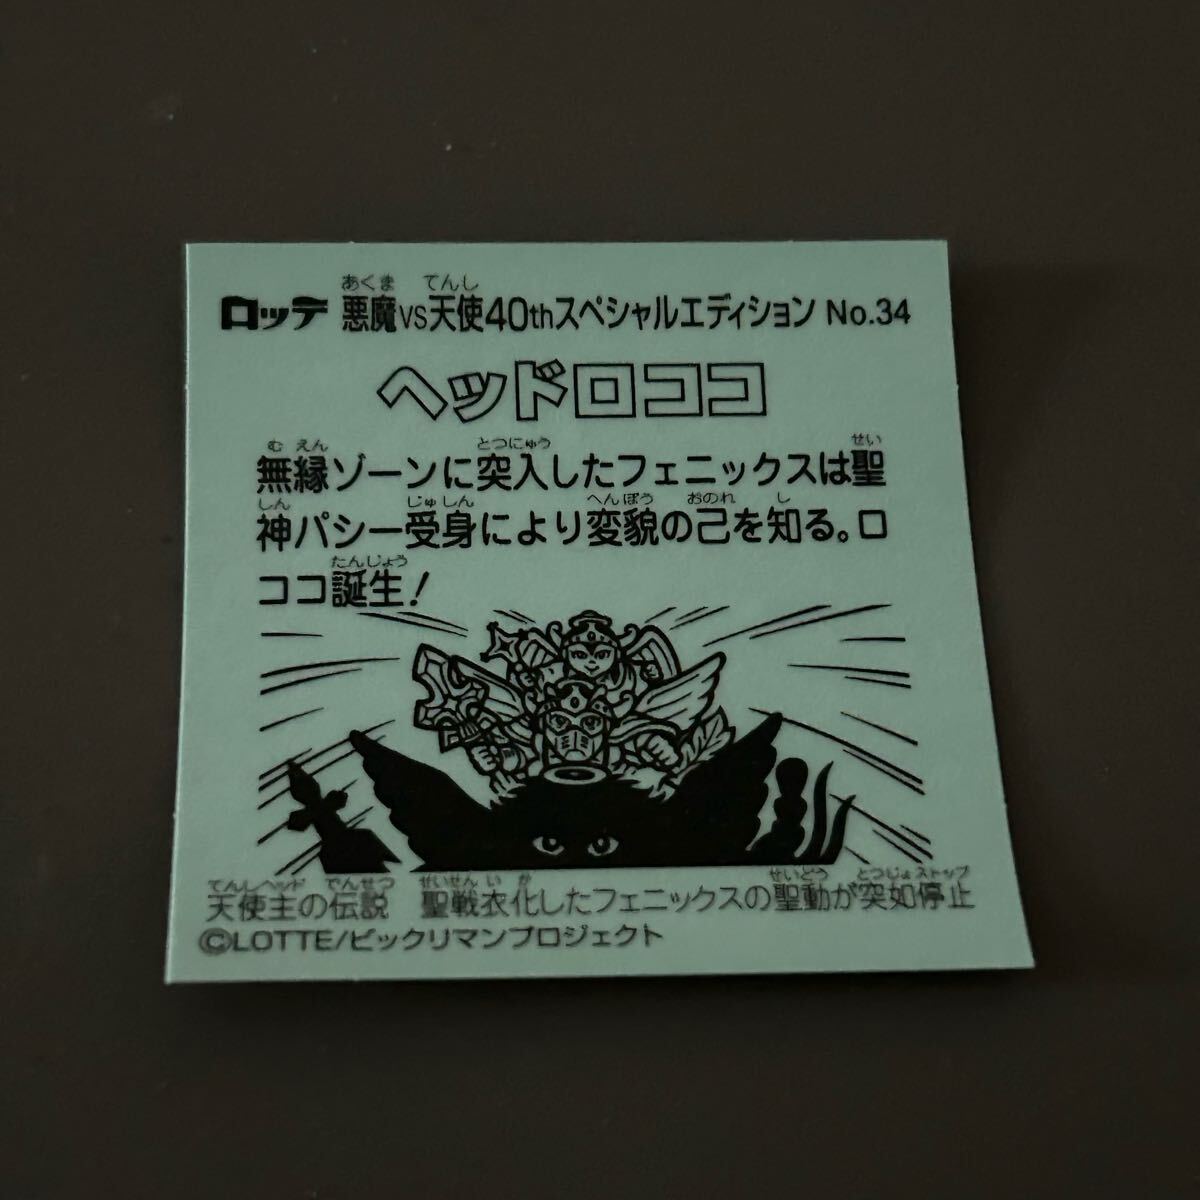 ロッテ 悪魔VS天使40thスペシャルエディション No.34
ヘッドロココ
無縁ゾーンに突入したフェニックスは聖
神パシー受身により変貌の己を知る。ロ
ココ誕生!
天使主の伝説 聖戦衣化したフェニックスの聖動が突如停止
©LOTTE/ビックリマンプロジェクト